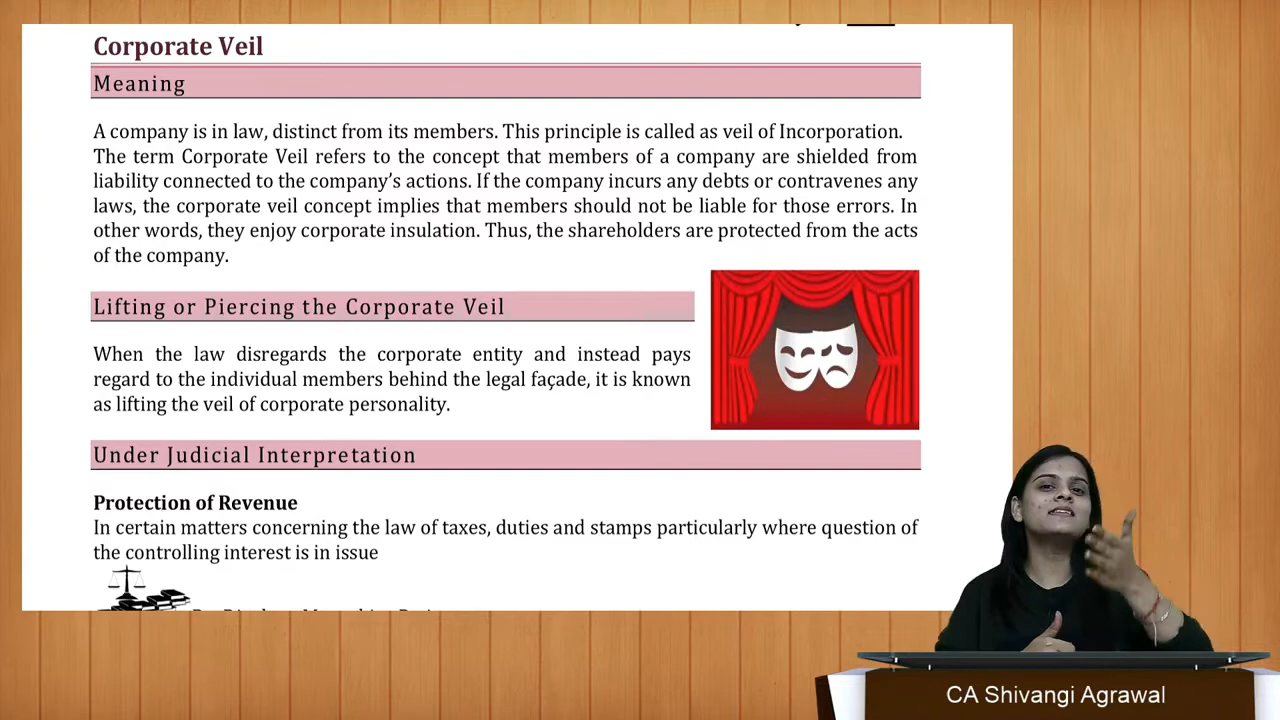 Corporate Veil
Meaning
A company is in law, distinct from its members. This principle is called as veil of Incorporation.
The term Corporate Veil refers to the concept that members of a company are shielded from
liability connected to the company’s actions. If the company incurs any debts or contravenes any
laws, the corporate veil concept implies that members should not be liable for those errors. In
other words, they enjoy corporate insulation. Thus, the shareholders are protected from the acts
of the company.
Lifting or Piercing the Corporate Veil
When the law disregards the corporate entity and instead pays
regard to the individual members behind the legal façade, it is known
as lifting the veil of corporate personality.
Under Judicial Interpretation
Protection of Revenue
In certain matters concerning the law of taxes, duties and stamps particularly where question of
the controlling interest is in issue
CA Shivangi Agrawal